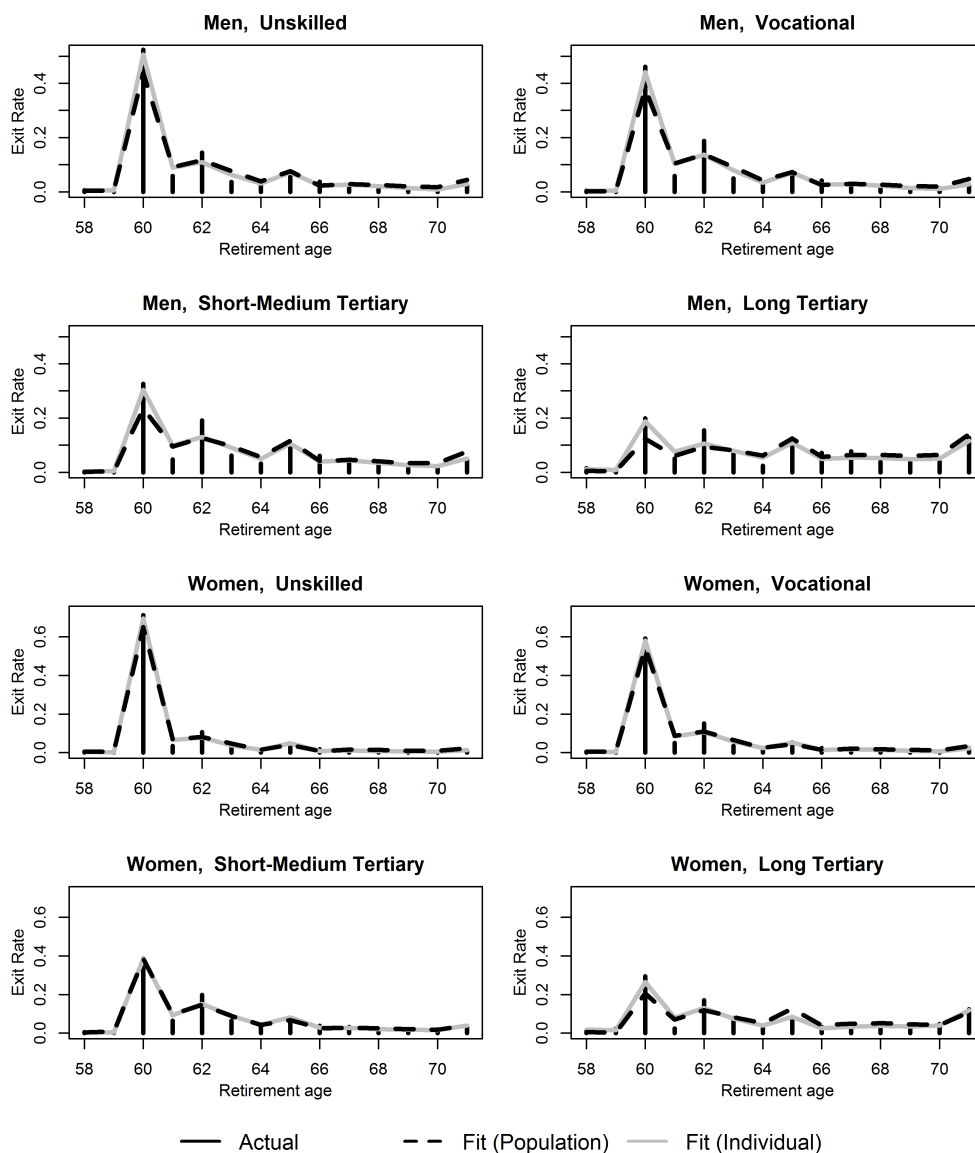 Men, Unskilled
Exit Rate
0.0 0.2 0.4
58 60 62 64 66 68 70
Retirement age
Men, Vocational
Exit Rate
0.0 0.2 0.4
58 60 62 64 66 68 70
Retirement age
Men, Short-Medium Tertiary
Exit Rate
0.0 0.2 0.4
58 60 62 64 66 68 70
Retirement age
Men, Long Tertiary
Exit Rate
0.0 0.2 0.4
58 60 62 64 66 68 70
Retirement age
Women, Unskilled
Exit Rate
0.0 0.2 0.4 0.6
58 60 62 64 66 68 70
Retirement age
Women, Vocational
Exit Rate
0.0 0.2 0.4 0.6
58 60 62 64 66 68 70
Retirement age
Women, Short-Medium Tertiary
Exit Rate
0.0 0.2 0.4 0.6
58 60 62 64 66 68 70
Retirement age
Women, Long Tertiary
Exit Rate
0.0 0.2 0.4 0.6
58 60 62 64 66 68 70
Retirement age
Actual Fit (Population) Fit (Individual)